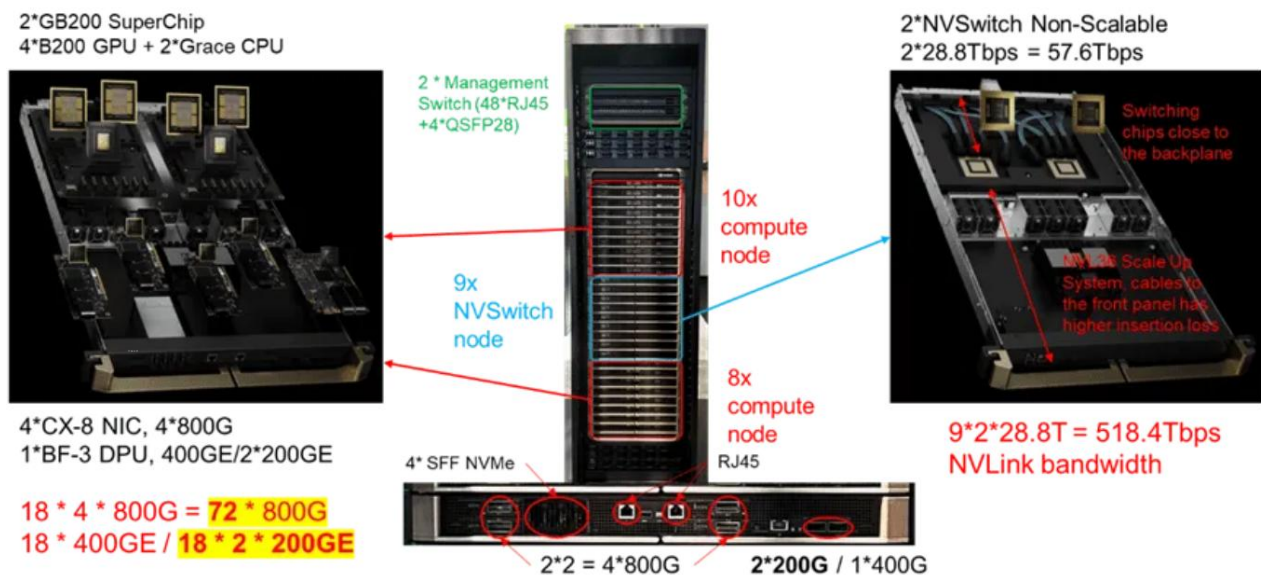 2*GB200 SuperChip
4*B200 GPU + 2*Grace CPU
2 * Management
Switch (48*RJ45
+4*QSFP28)
2*NVSwitch Non-Scalable
2*28.8Tbps = 57.6Tbps
Switching
chips close to
the backplane
10x
compute
node
9x
NVSwitch
node
NVL36 Scale Up
System, cables to
the front panel has
higher insertion loss
8x
compute
node
4*CX-8 NIC, 4*800G
1*BF-3 DPU, 400GE/2*200GE
9*2*28.8T = 518.4Tbps
NVLink bandwidth
4* SFF NVMe
RJ45
18 * 4 * 800G = 72 * 800G
18 * 400GE / 18 * 2 * 200GE
2*2 = 4*800G
2*200G / 1*400G